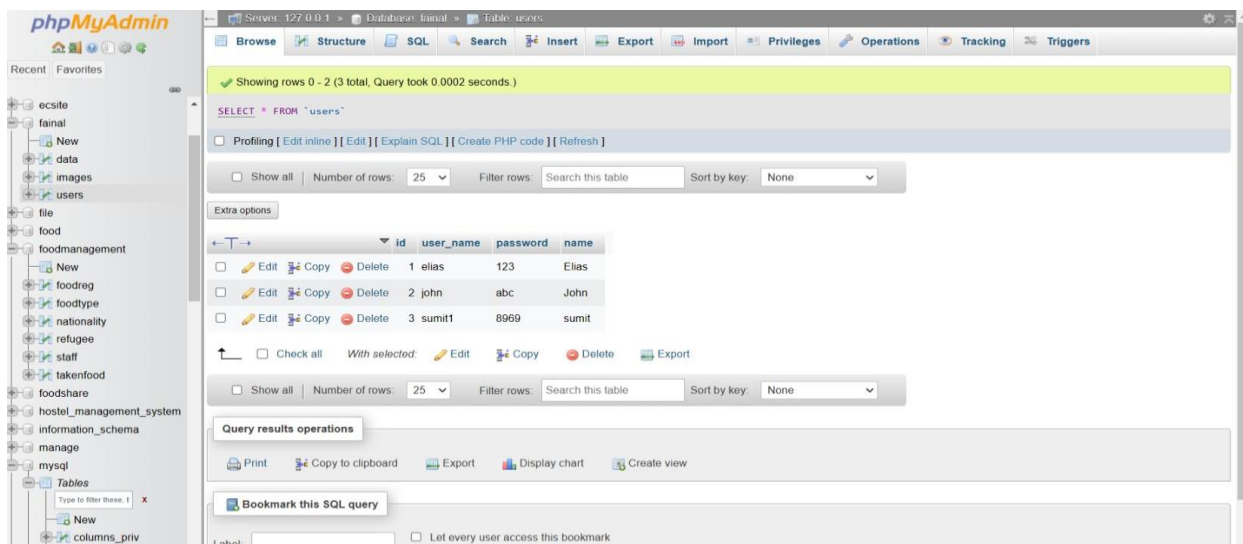 phpMyAdmin
Recent Favorites
ecsite
fainal
New
data
images
users
file
food
foodmanagement
New
foodreg
foodtype
nationality
refugee
staff
takenfood
foodshare
hostel_management_system
information_schema
manage
mysql
Tables
Type to filter these, X
New
columns_priv
Server: 127.0.0.1 » Database: fainal » Table: users
Browse Structure SQL Search Insert Export Import Privileges Operations Tracking Triggers
Showing rows 0 - 2 (3 total, Query took 0.0002 seconds.)
SELECT * FROM `users`
Profiling [ Edit inline ] [ Edit ] [ Explain SQL ] [ Create PHP code ] [ Refresh ]
Show all | Number of rows: 25 Filter rows: Search this table Sort by key: None
Extra options
←T→ id user_name password name
Edit Copy Delete 1 elias 123 Elias
Edit Copy Delete 2 john abc John
Edit Copy Delete 3 sumit1 8969 sumit
Check all With selected: Edit Copy Delete Export
Show all | Number of rows: 25 Filter rows: Search this table Sort by key: None
Query results operations
Print Copy to clipboard Export Display chart Create view
Bookmark this SQL query
Label: Let every user access this bookmark